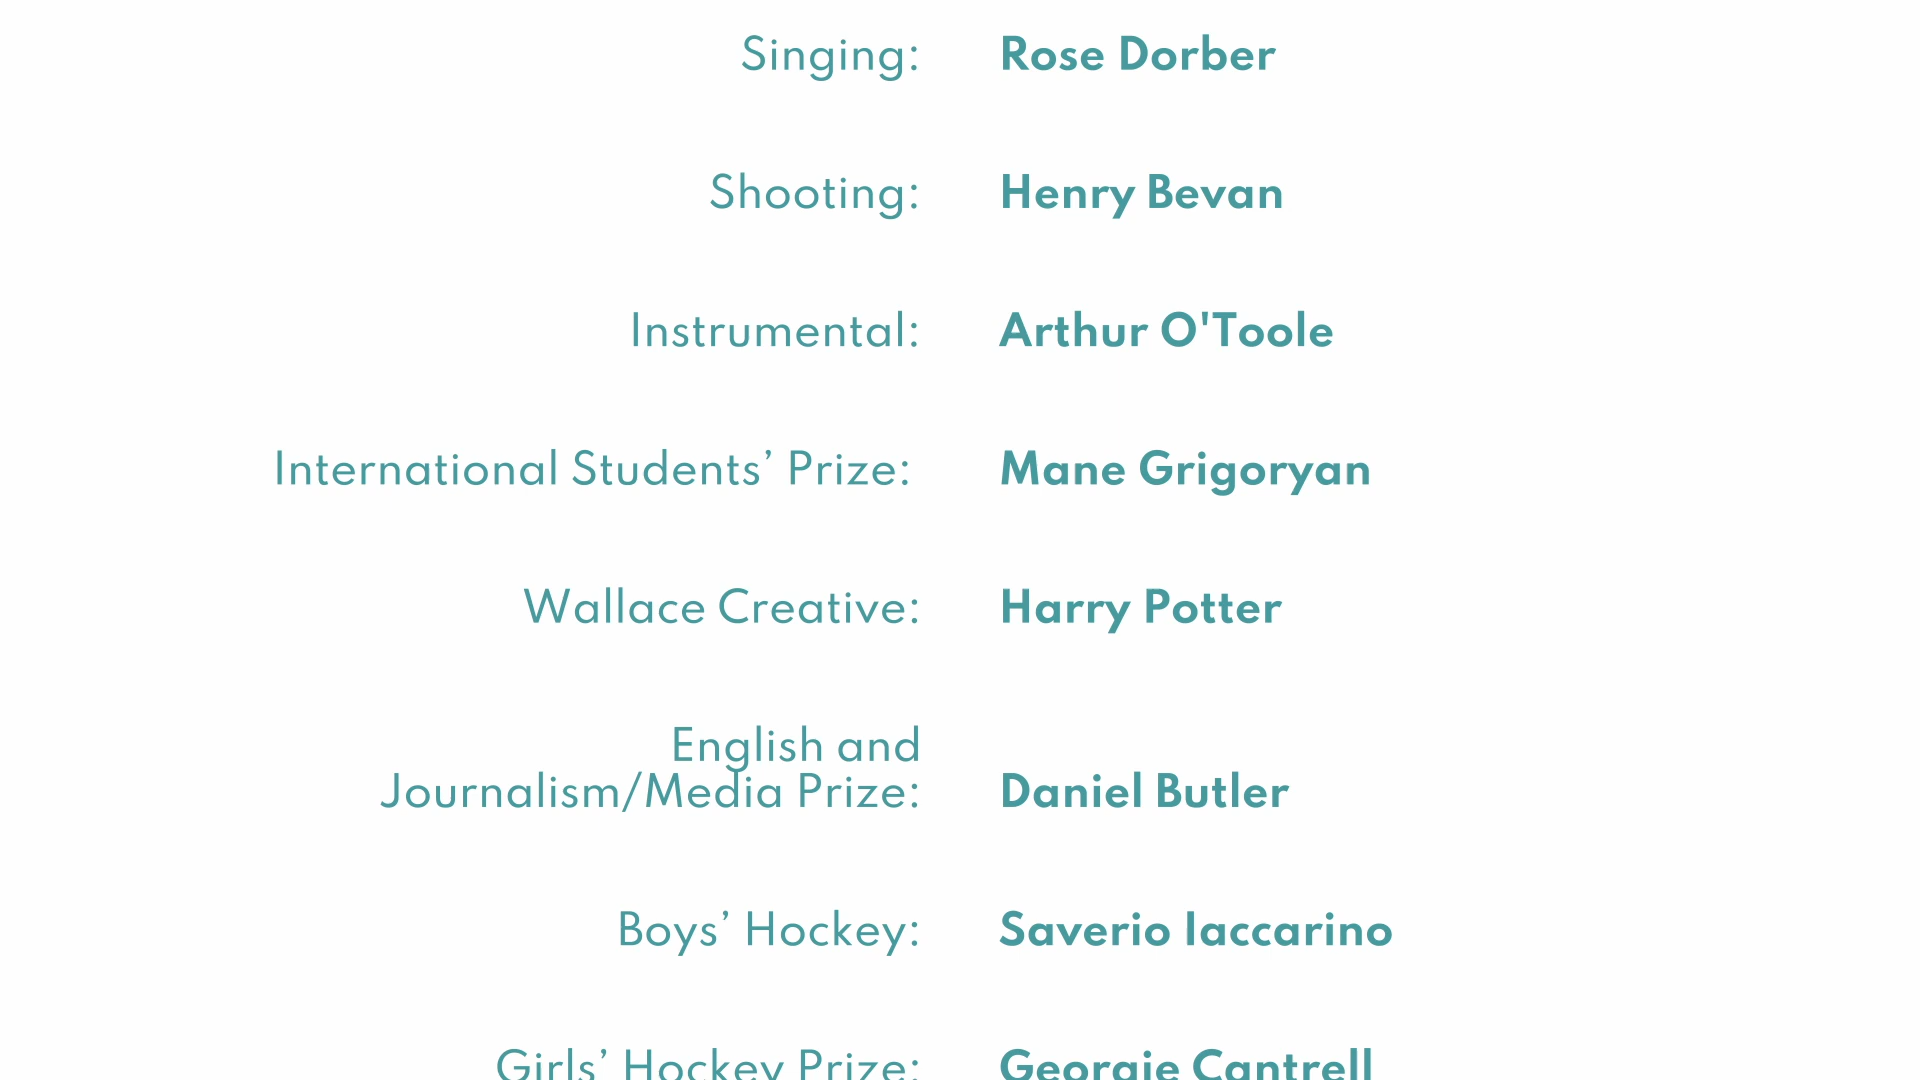 Singing: Rose Dorber
Shooting: Henry Bevan
Instrumental: Arthur O'Toole
International Students’ Prize: Mane Grigoryan
Wallace Creative: Harry Potter
English and
Journalism/Media Prize: Daniel Butler
Boys’ Hockey: Saverio Iaccarino
Girls’ Hockey Prize: Georgie Cantrell